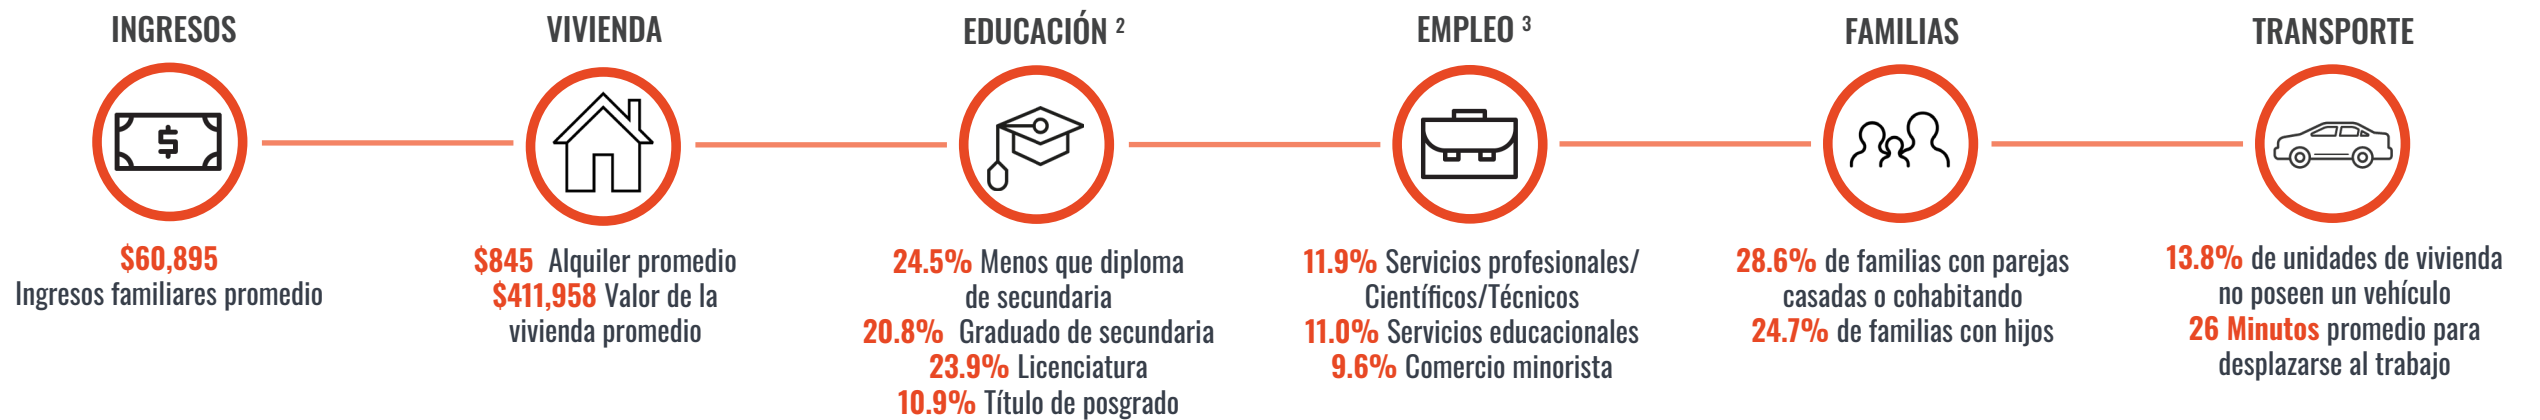 INGRESOS
$
$60,895
Ingresos familiares promedio
VIVIENDA
$845 Alquiler promedio
$411,958 Valor de la
vivienda promedio
EDUCACIÓN ²
24.5% Menos que diploma
de secundaria
20.8% Graduado de secundaria
23.9% Licenciatura
10.9% Título de posgrado
EMPLEO ³
11.9% Servicios profesionales/
Científicos/Técnicos
11.0% Servicios educacionales
9.6% Comercio minorista
FAMILIAS
28.6% de familias con parejas
casadas o cohabitando
24.7% de familias con hijos
TRANSPORTE
13.8% de unidades de vivienda
no poseen un vehículo
26 Minutos promedio para
desplazarse al trabajo